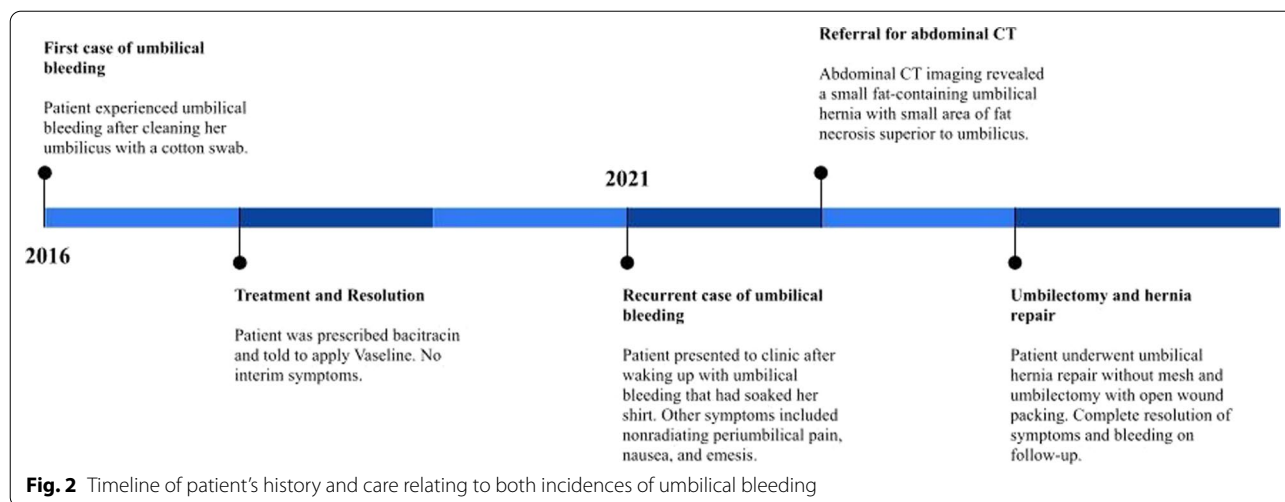 First case of umbilical
bleeding
Patient experienced umbilical
bleeding after cleaning her
umbilicus with a cotton swab.
Referral for abdominal CT
Abdominal CT imaging revealed
a small fat-containing umbilical
hernia with small area of fat
necrosis superior to umbilicus.
2021
2016
Treatment and Resolution
Patient was prescribed bacitracin
and told to apply Vaseline. No
interim symptoms.
Recurrent case of umbilical
bleeding
Patient presented to clinic after
waking up with umbilical
bleeding that had soaked her
shirt. Other symptoms included
nonradiating periumbilical pain,
nausea, and emesis.
Umbilectomy and hernia
repair
Patient underwent umbilical
hernia repair without mesh and
umbilectomy with open wound
packing. Complete resolution of
symptoms and bleeding on
follow-up.
Fig. 2 Timeline of patient's history and care relating to both incidences of umbilical bleeding